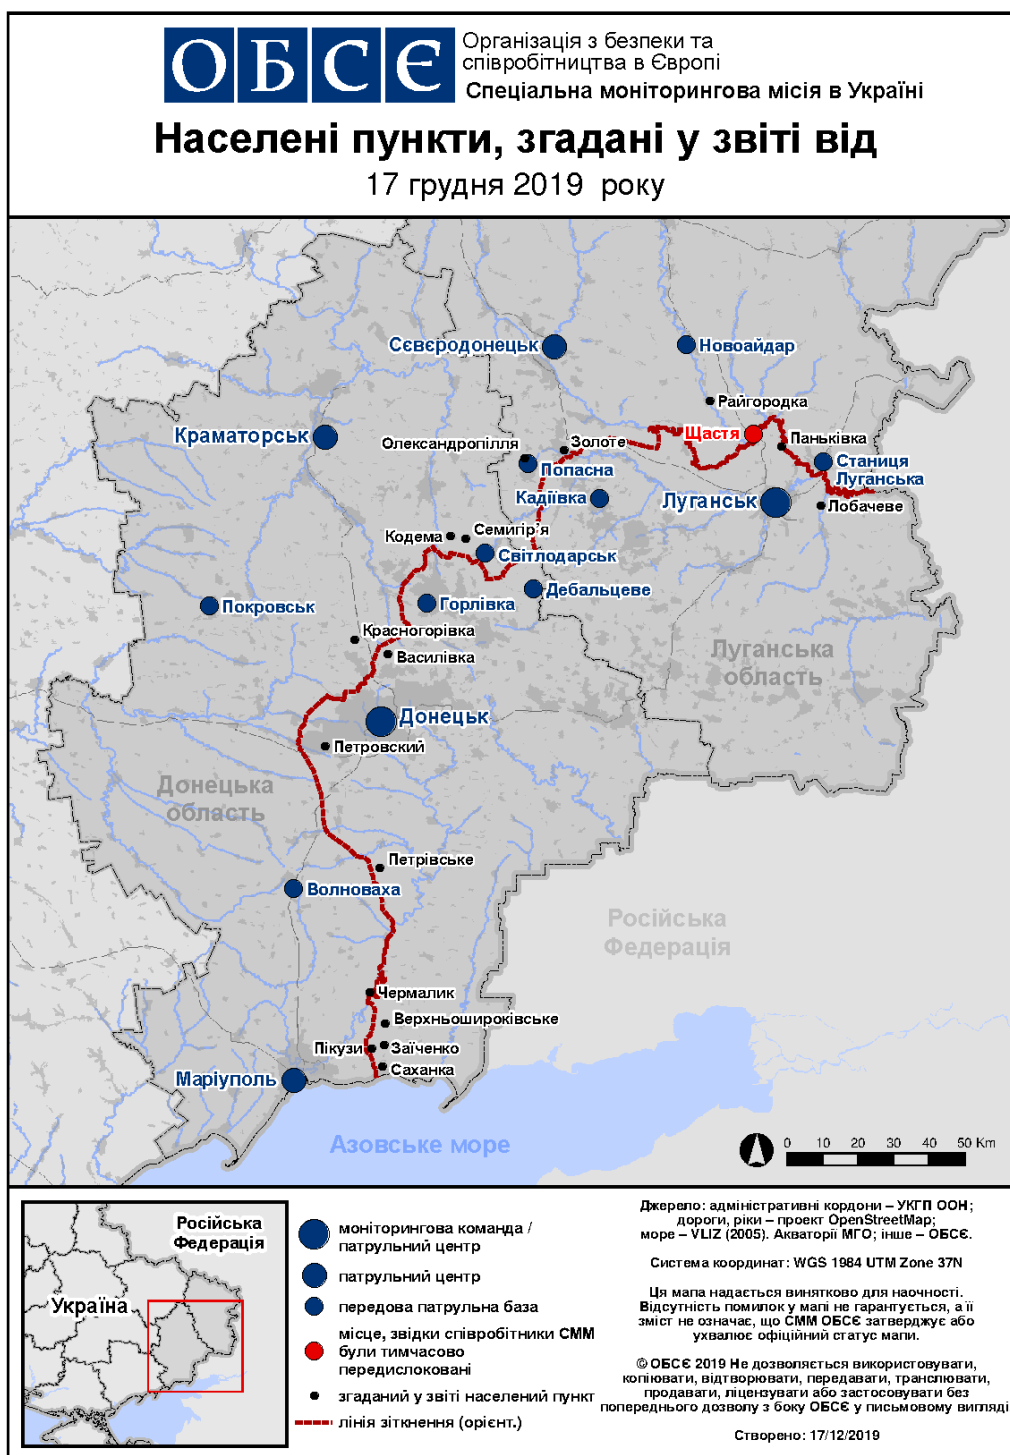 ОБСЄ
Організація з безпеки та
співробітництва в Європі
Спеціальна моніторингова місія в Україні
Населені пункти, згадані у звіті від
17 грудня 2019 року
Сєвєродонецьк
Новоайдар
Райгородка
Краматорськ
Олександропілля
Золоте
Щастя
Паньківка
Попасна
Станиця
Луганська
Кадіївка
Луганськ
Лобачеве
Кодема
Семигір'я
Світлодарськ
Дебальцеве
Покровськ
Горлівка
Красногорівка
Василівка
Луганська
область
Донецьк
Петровский
Донецька
область
Петрівське
Волноваха
Російська
Федерація
Чермалик
Верхньошироківське
Пікузи
Заїченко
Саханка
Маріуполь
Азовське море
0 10 20 30 40 50 Km
Російська
Федерація
Україна
моніторингова команда /
патрульний центр
патрульний центр
передова патрульна база
місце, звідки співробітники СММ
були тимчасово
передислоковані
згаданий у звіті населений пункт
лінія зіткнення (орієнт.)
Джерело: адміністративні кордони – УКГП ООН;
дороги, ріки – проект OpenStreetMap;
море – VLIZ (2005). Акваторії МГО; інше – ОБСЄ.
Система координат: WGS 1984 UTM Zone 37N
Ця мапа надається винятково для наочності.
Відсутність помилок у мапі не гарантується, а її
зміст не означає, що СММ ОБСЄ затверджує або
ухвалює офіційний статус мапи.
© ОБСЄ 2019 Не дозволяється використовувати,
копіювати, відтворювати, передавати, транслювати,
продавати, ліцензувати або застосовувати без
попереднього дозволу з боку ОБСЄ у письмовому вигляді
Створено: 17/12/2019